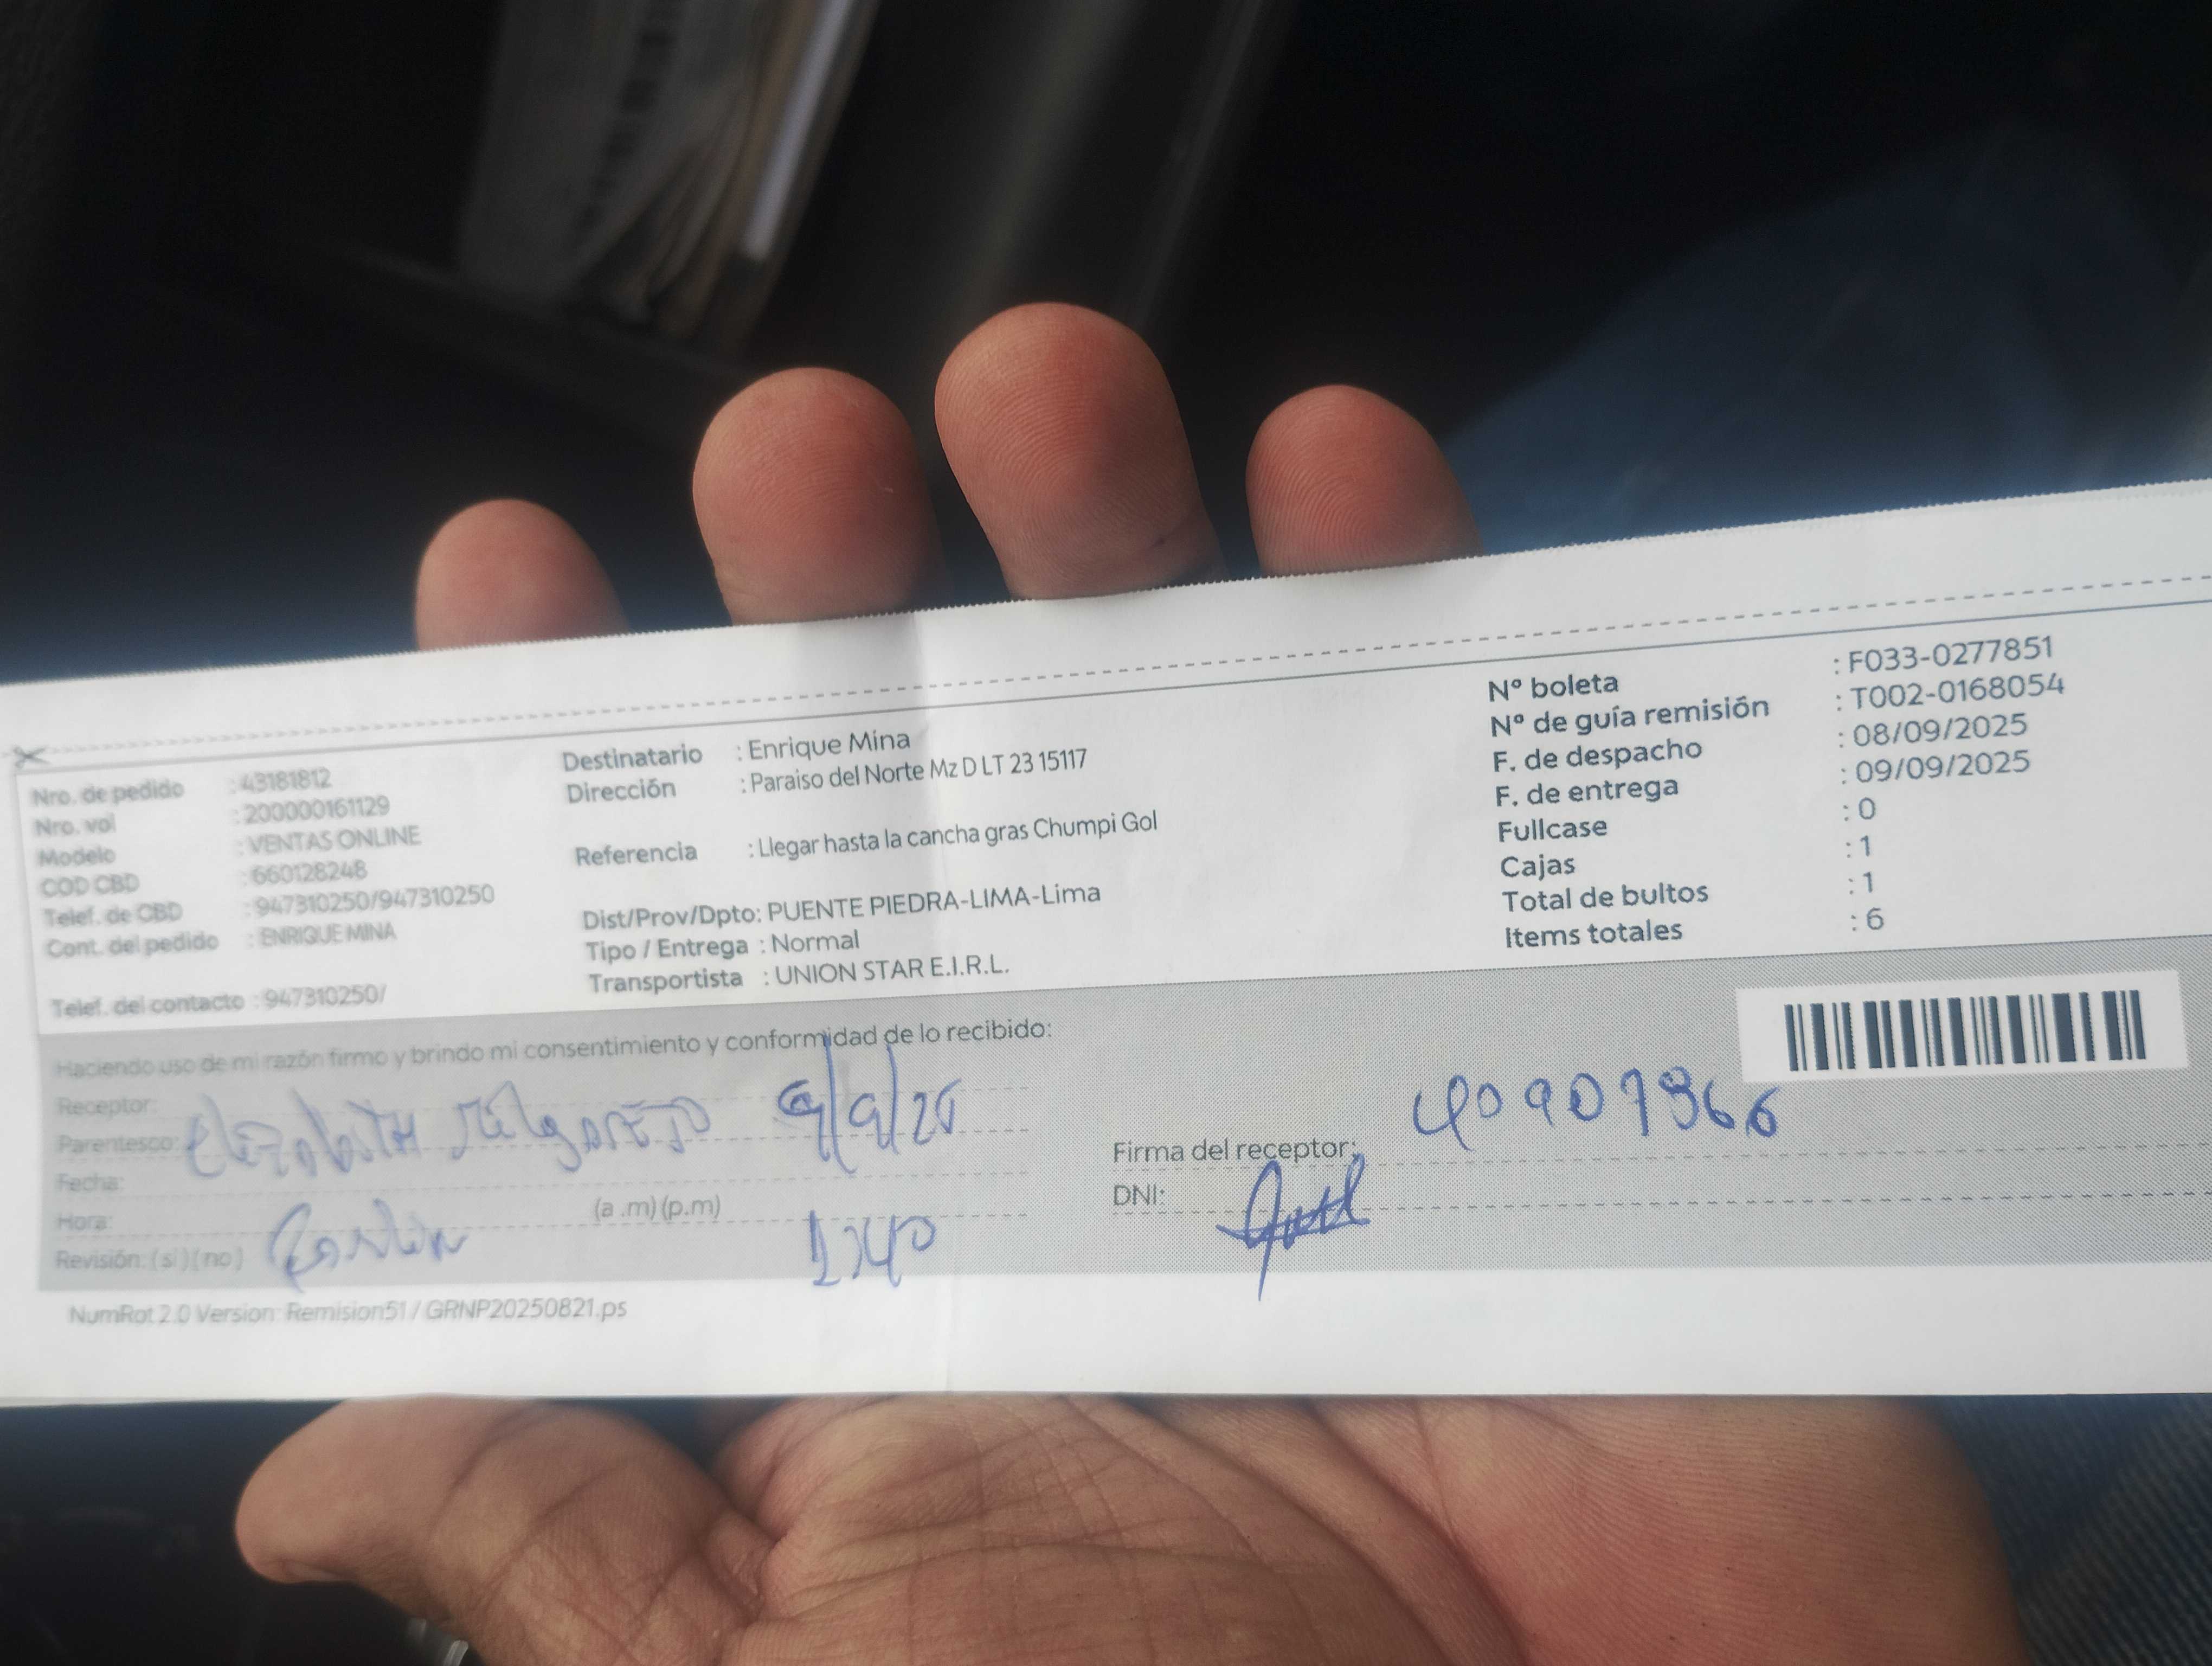 Nro. de pedido : 43181812
Nro. vol : 200000161129
Modelo : VENTAS ONLINE
COD CBD : 660128248
Telef. de CBD : 947310250/947310250
Cont. del pedido : ENRIQUE MINA
Telef. del contacto : 947310250/
Destinatario : Enrique Mina
Dirección : Paraiso del Norte Mz D LT 23 15117
Referencia : Llegar hasta la cancha gras Chumpi Gol
Dist/Prov/Dpto: PUENTE PIEDRA-LIMA-Lima
Tipo / Entrega : Normal
Transportista : UNION STAR E.I.R.L.
Nº boleta : F033-0277851
Nº de guía remisión : T002-0168054
F. de despacho : 08/09/2025
F. de entrega : 09/09/2025
Fullcase : 0
Cajas : 1
Total de bultos : 1
Items totales : 6
Haciendo uso de mi razón firmo y brindo mi consentimiento y conformidad de lo recibido:
Receptor:
Parentesco:
Fecha:
Hora: (a .m) (p.m)
Revisión: (si) (no)
9/9/25
Firma del receptor:
DNI:
NumRot 2.0 Version: Remision51 / GRNP20250821.ps